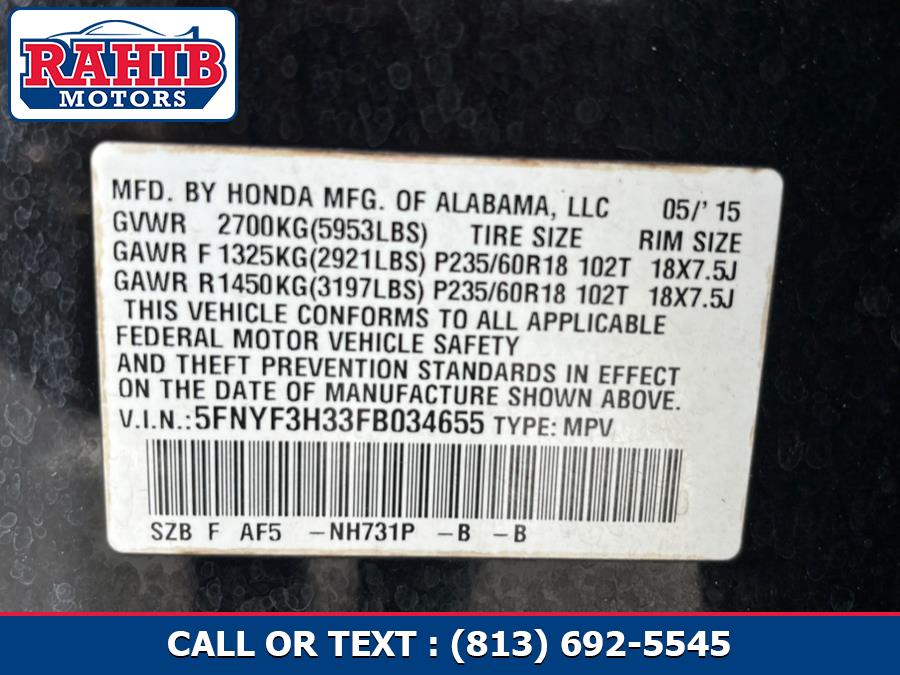 RAHIB
MOTORS
MFD. BY HONDA MFG. OF ALABAMA, LLC 05/' 15
GVWR 2700KG(5953LBS) TIRE SIZE RIM SIZE
GAWR F 1325KG(2921LBS) P235/60R18 102T 18X7.5J
GAWR R1450KG(3197LBS) P235/60R18 102T 18X7.5J
THIS VEHICLE CONFORMS TO ALL APPLICABLE
FEDERAL MOTOR VEHICLE SAFETY
AND THEFT PREVENTION STANDARDS IN EFFECT
ON THE DATE OF MANUFACTURE SHOWN ABOVE.
V.I.N.:5FNYF3H33FB034655 TYPE: MPV
SZB F AF5 –NH731P –B –B
CALL OR TEXT : (813) 692-5545